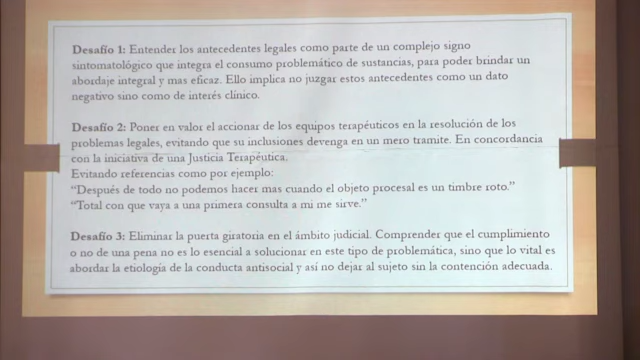 Desafío 1: Entender los antecedentes legales como parte de un complejo signo
sintomatológico que integra el consumo problemático de sustancias, para poder brindar un
abordaje integral y mas eficaz. Ello implica no juzgar estos antecedentes como un dato
negativo sino como de interés clínico.
Desafío 2: Poner en valor el accionar de los equipos terapéuticos en la resolución de los
problemas legales, evitando que su inclusiones devenga en un mero tramite. En concordancia
con la iniciativa de una Justicia Terapéutica.
Evitando referencias como por ejemplo:
“Después de todo no podemos hacer mas cuando el objeto procesal es un timbre roto.”
“Total con que vaya a una primera consulta a mi me sirve.”
Desafío 3: Eliminar la puerta giratoria en el ámbito judicial. Comprender que el cumplimiento
o no de una pena no es lo esencial a solucionar en este tipo de problemática, sino que lo vital es
abordar la etiología de la conducta antisocial y así no dejar al sujeto sin la contención adecuada.